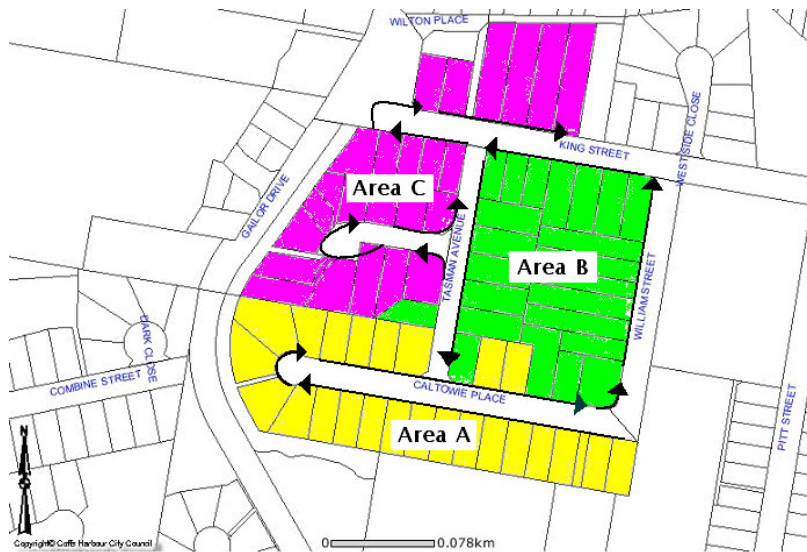 WILTON PLACE
WESTSIDE CLOSE
KING STREET
Area C
GAILOR DRIVE
TASMAN AVENUE
Area B
WILLIAM STREET
DARK CLOSE
COMBINE STREET
CALTOWIE PLACE
Area A
PITT STREET
N
Copyright© Coffs Harbour City Council
0 0.078km